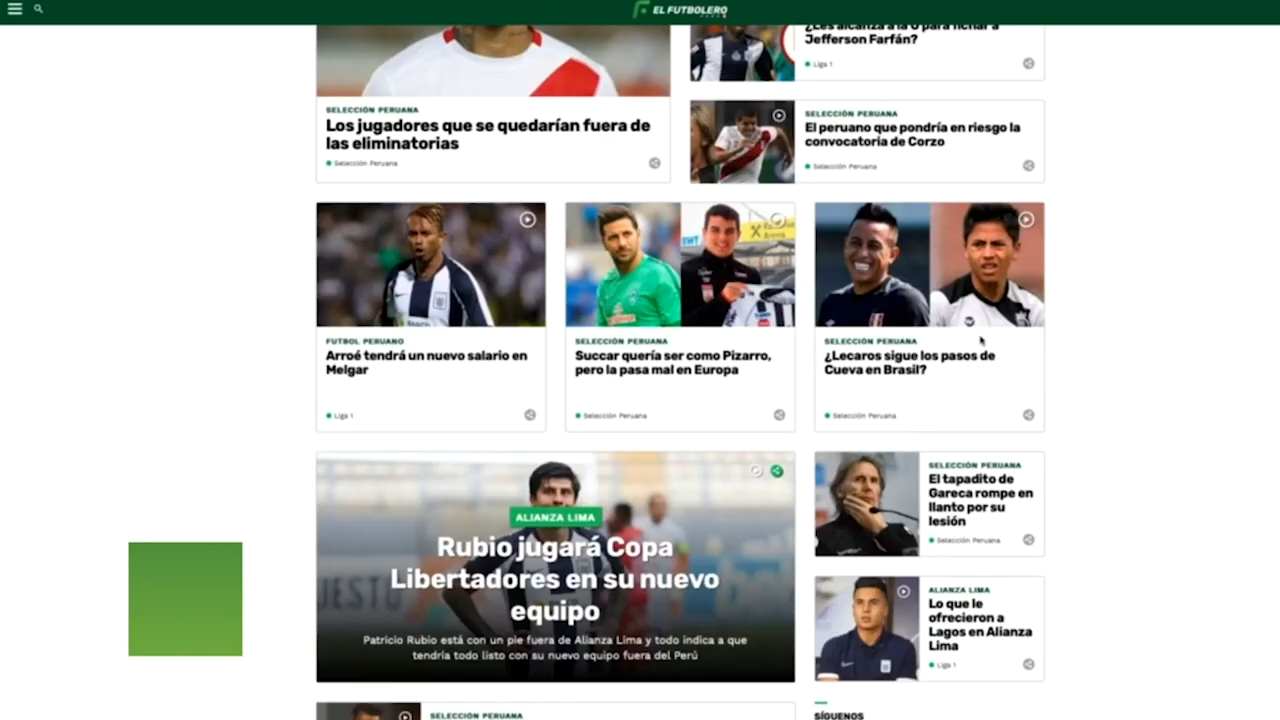 EL FUTBOLERO
PERÚ
¿Les alcanza a la U para fichar a
Jefferson Farfán?
Liga 1
SELECCIÓN PERUANA
Los jugadores que se quedarían fuera de
las eliminatorias
Selección Peruana
SELECCIÓN PERUANA
El peruano que pondría en riesgo la
convocatoria de Corzo
Selección Peruana
FUTBOL PERUANO
Arroé tendrá un nuevo salario en
Melgar
Liga 1
SELECCIÓN PERUANA
Succar quería ser como Pizarro,
pero la pasa mal en Europa
Selección Peruana
SELECCIÓN PERUANA
¿Lecaros sigue los pasos de
Cueva en Brasil?
Selección Peruana
ALIANZA LIMA
Rubio jugará Copa
Libertadores en su nuevo
equipo
Patricio Rubio está con un pie fuera de Alianza Lima y todo indica a que
tendría todo listo con su nuevo equipo fuera del Perú
SELECCIÓN PERUANA
El tapadito de
Gareca rompe en
llanto por su
lesión
Selección Peruana
ALIANZA LIMA
Lo que le
ofrecieron a
Lagos en Alianza
Lima
Liga 1
SELECCIÓN PERUANA
SÍGUENOS